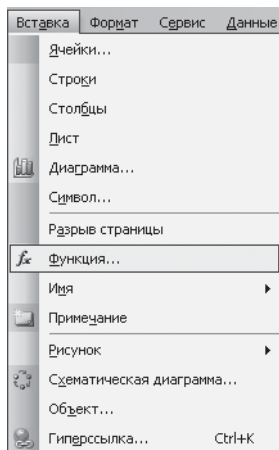 Вставка Формат Сервис Данные
Ячейки...
Строки
Столбцы
Лист
Диаграмма...
Символ...
Разрыв страницы
fx Функция...
Имя
Примечание
Рисунок
Схематическая диаграмма...
Объект...
Гиперссылка... Ctrl+K